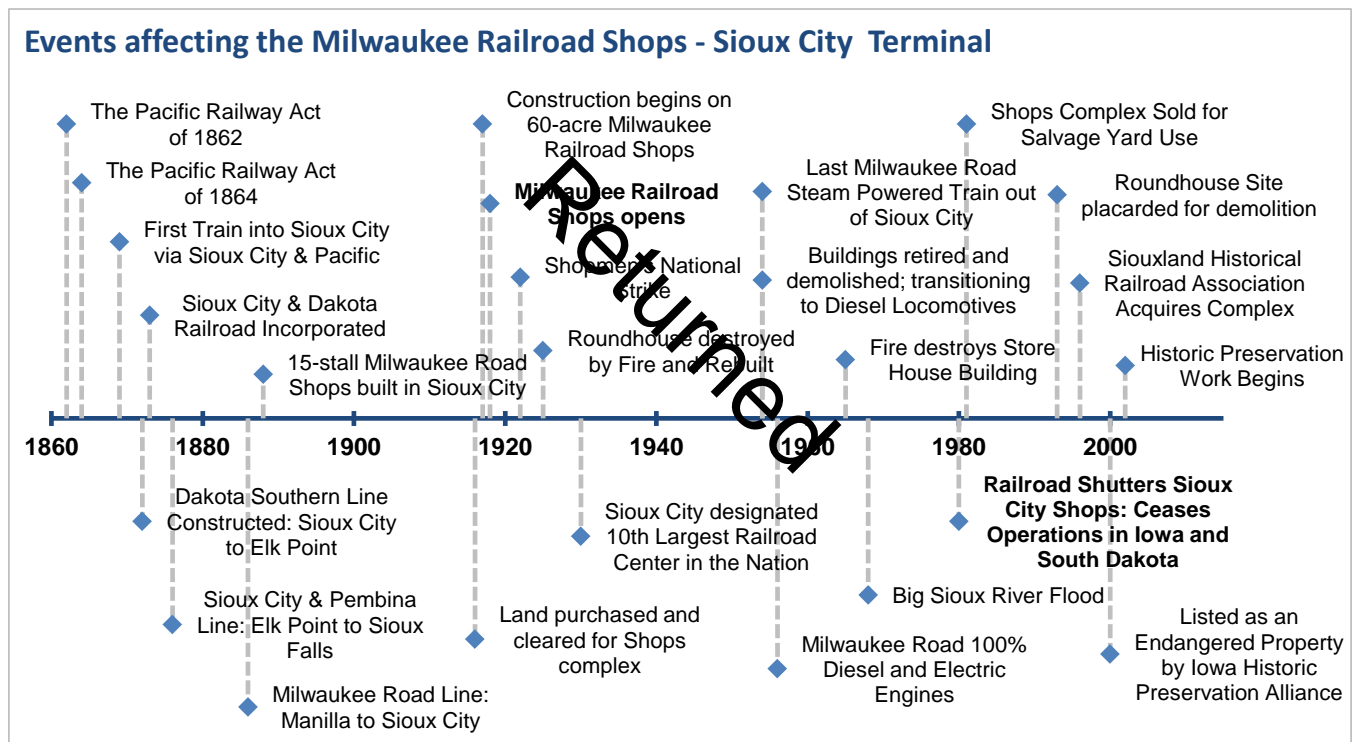 Events affecting the Milwaukee Railroad Shops - Sioux City Terminal
The Pacific Railway Act
of 1862
The Pacific Railway Act
of 1864
First Train into Sioux City
via Sioux City & Pacific
Sioux City & Dakota
Railroad Incorporated
15-stall Milwaukee Road
Shops built in Sioux City
Construction begins on
60-acre Milwaukee
Railroad Shops
Milwaukee Railroad
Shops opens
Shopmen's National
Strike
Roundhouse destroyed
by Fire and Rebuilt
Last Milwaukee Road
Steam Powered Train out
of Sioux City
Buildings retired and
demolished; transitioning
to Diesel Locomotives
Fire destroys Store
House Building
Shops Complex Sold for
Salvage Yard Use
Roundhouse Site
placarded for demolition
Siouxland Historical
Railroad Association
Acquires Complex
Historic Preservation
Work Begins
Returned
1860 1880 1900 1920 1940 1960 1980 2000
Dakota Southern Line
Constructed: Sioux City
to Elk Point
Sioux City & Pembina
Line: Elk Point to Sioux
Falls
Milwaukee Road Line:
Manilla to Sioux City
Sioux City designated
10th Largest Railroad
Center in the Nation
Land purchased and
cleared for Shops
complex
Railroad Shutters Sioux
City Shops: Ceases
Operations in Iowa and
South Dakota
Big Sioux River Flood
Milwaukee Road 100%
Diesel and Electric
Engines
Listed as an
Endangered Property
by Iowa Historic
Preservation Alliance